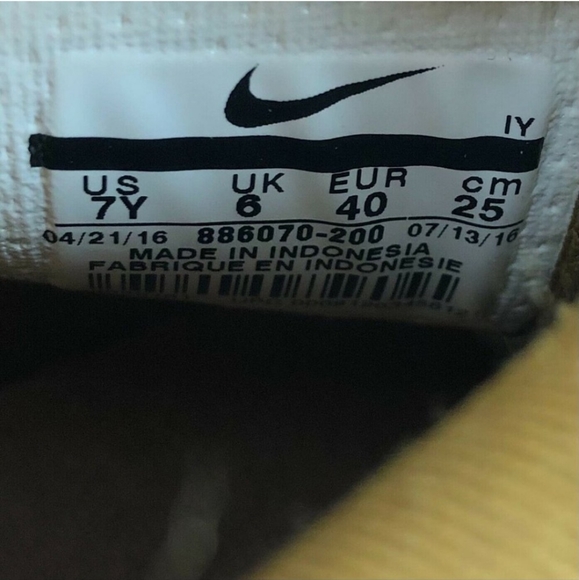 IY
US UK EUR cm
7Y 6 40 25
04/21/16 886070-200 07/13/16
MADE IN INDONESIA
FABRIQUE EN INDONESIE